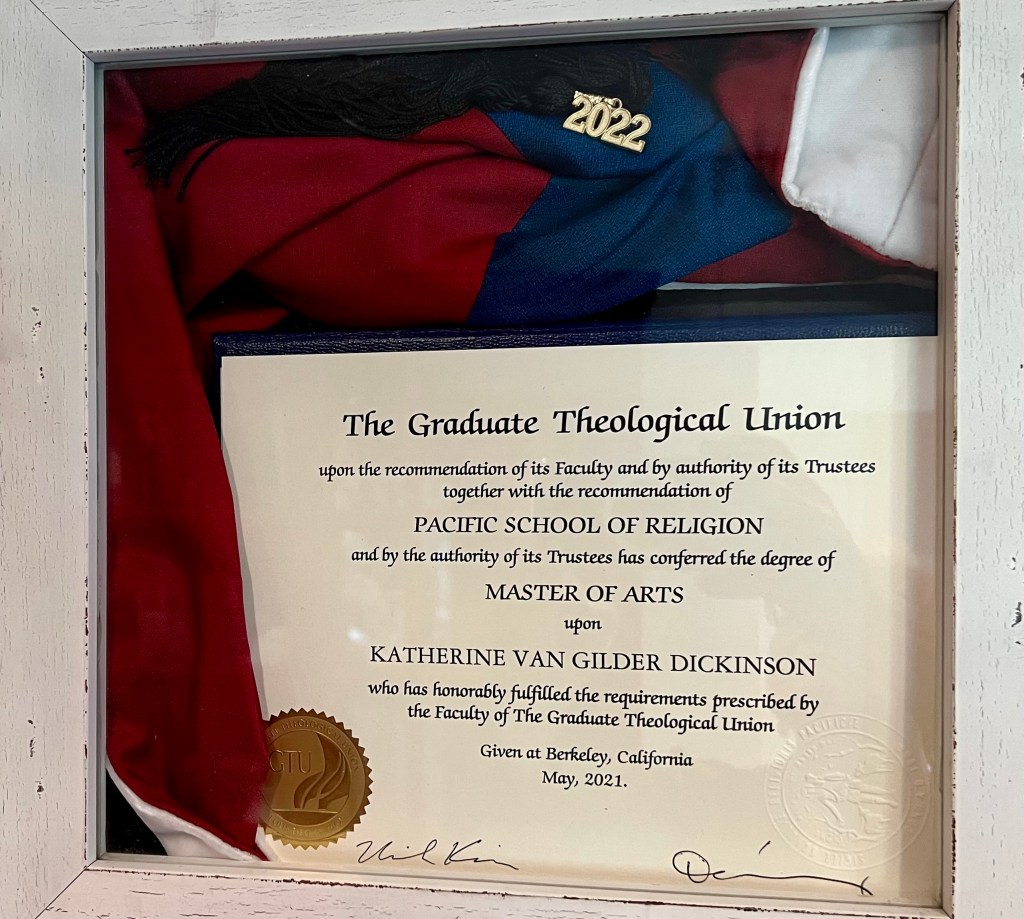 2022
The Graduate Theological Union
upon the recommendation of its Faculty and by authority of its Trustees
together with the recommendation of
PACIFIC SCHOOL OF RELIGION
and by the authority of its Trustees has conferred the degree of
MASTER OF ARTS
upon
KATHERINE VAN GILDER DICKINSON
who has honorably fulfilled the requirements prescribed by
the Faculty of The Graduate Theological Union
Given at Berkeley, California
May, 2021.
GTU